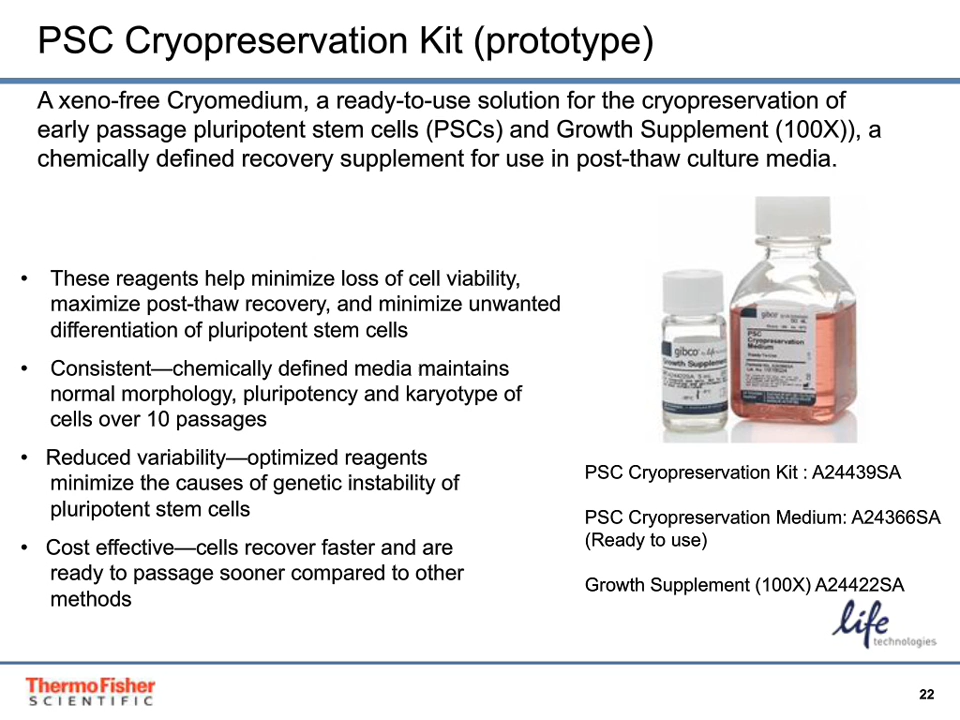 PSC Cryopreservation Kit (prototype)
A xeno-free Cryomedium, a ready-to-use solution for the cryopreservation of
early passage pluripotent stem cells (PSCs) and Growth Supplement (100X)), a
chemically defined recovery supplement for use in post-thaw culture media.
• These reagents help minimize loss of cell viability,
maximize post-thaw recovery, and minimize unwanted
differentiation of pluripotent stem cells
• Consistent—chemically defined media maintains
normal morphology, pluripotency and karyotype of
cells over 10 passages
• Reduced variability—optimized reagents
minimize the causes of genetic instability of
pluripotent stem cells
• Cost effective—cells recover faster and are
ready to passage sooner compared to other
methods
gibco by life
Growth Supplement
gibco
PSC
Cryopreservation
Medium
PSC Cryopreservation Kit : A24439SA
PSC Cryopreservation Medium: A24366SA
(Ready to use)
Growth Supplement (100X) A24422SA
life
technologies
ThermoFisher
SCIENTIFIC
22